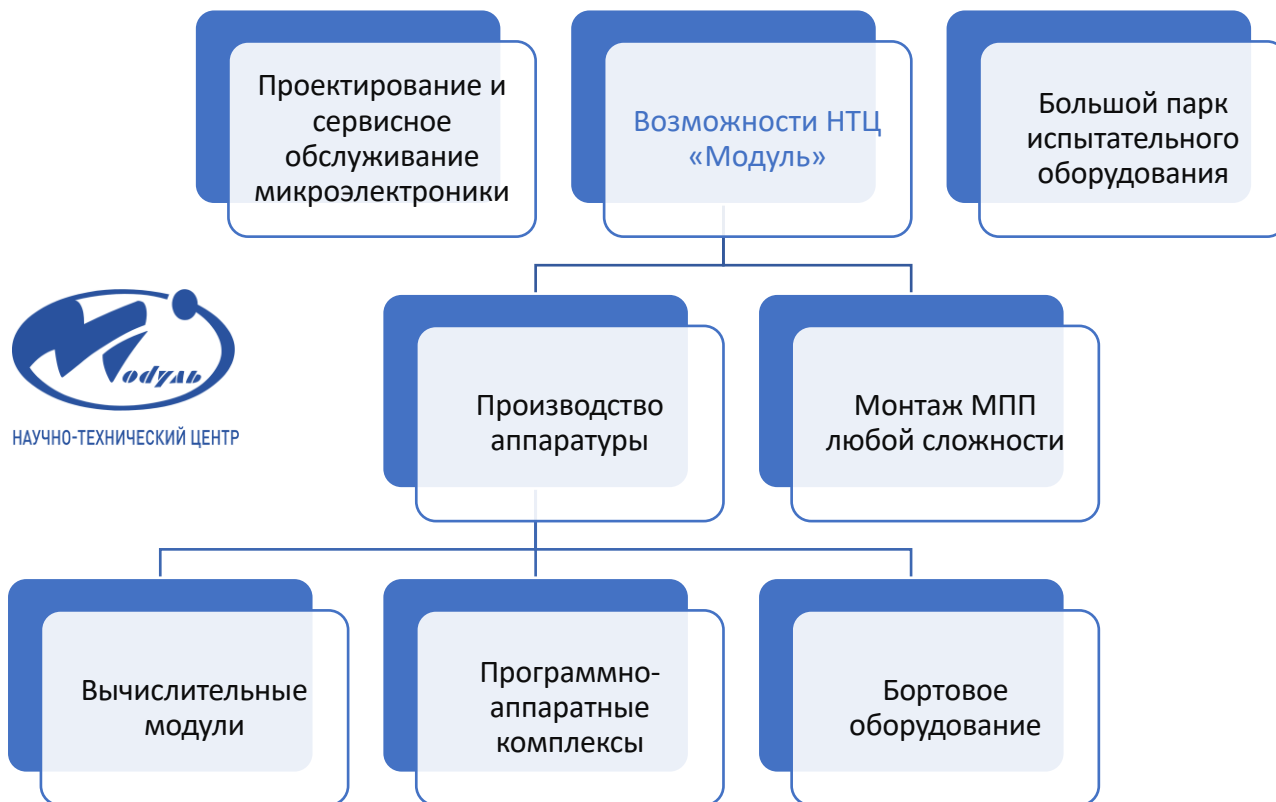 Проектирование и
сервисное
обслуживание
микроэлектроники
Возможности НТЦ
«Модуль»
Большой парк
испытательного
оборудования
Модуль
НАУЧНО-ТЕХНИЧЕСКИЙ ЦЕНТР
Производство
аппаратуры
Монтаж МПП
любой сложности
Вычислительные
модули
Программно-
аппаратные
комплексы
Бортовое
оборудование